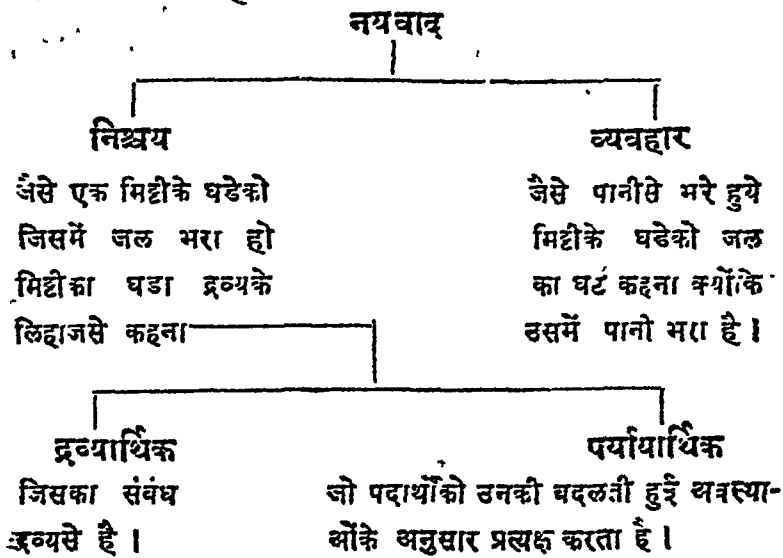 नयवाद
निश्चय
जैसे एक मिट्टीके घडेको
जिसमें जल भरा हो
मिट्टीका घडा द्रव्यके
लिहाजसे कहना
व्यवहार
जैसे पानीसे भरे हुये
मिट्टीके घडेको जल
का घट कहना क्योंकि
उसमें पानी भरा है ।
द्रव्यार्थिक
जिसका संबंध
द्रव्यसे है ।
पर्यायार्थिक
जो पदार्थोंको उनकी बदलती हुई अवस्था-
ओंके अनुसार प्रत्यक्ष करता है ।